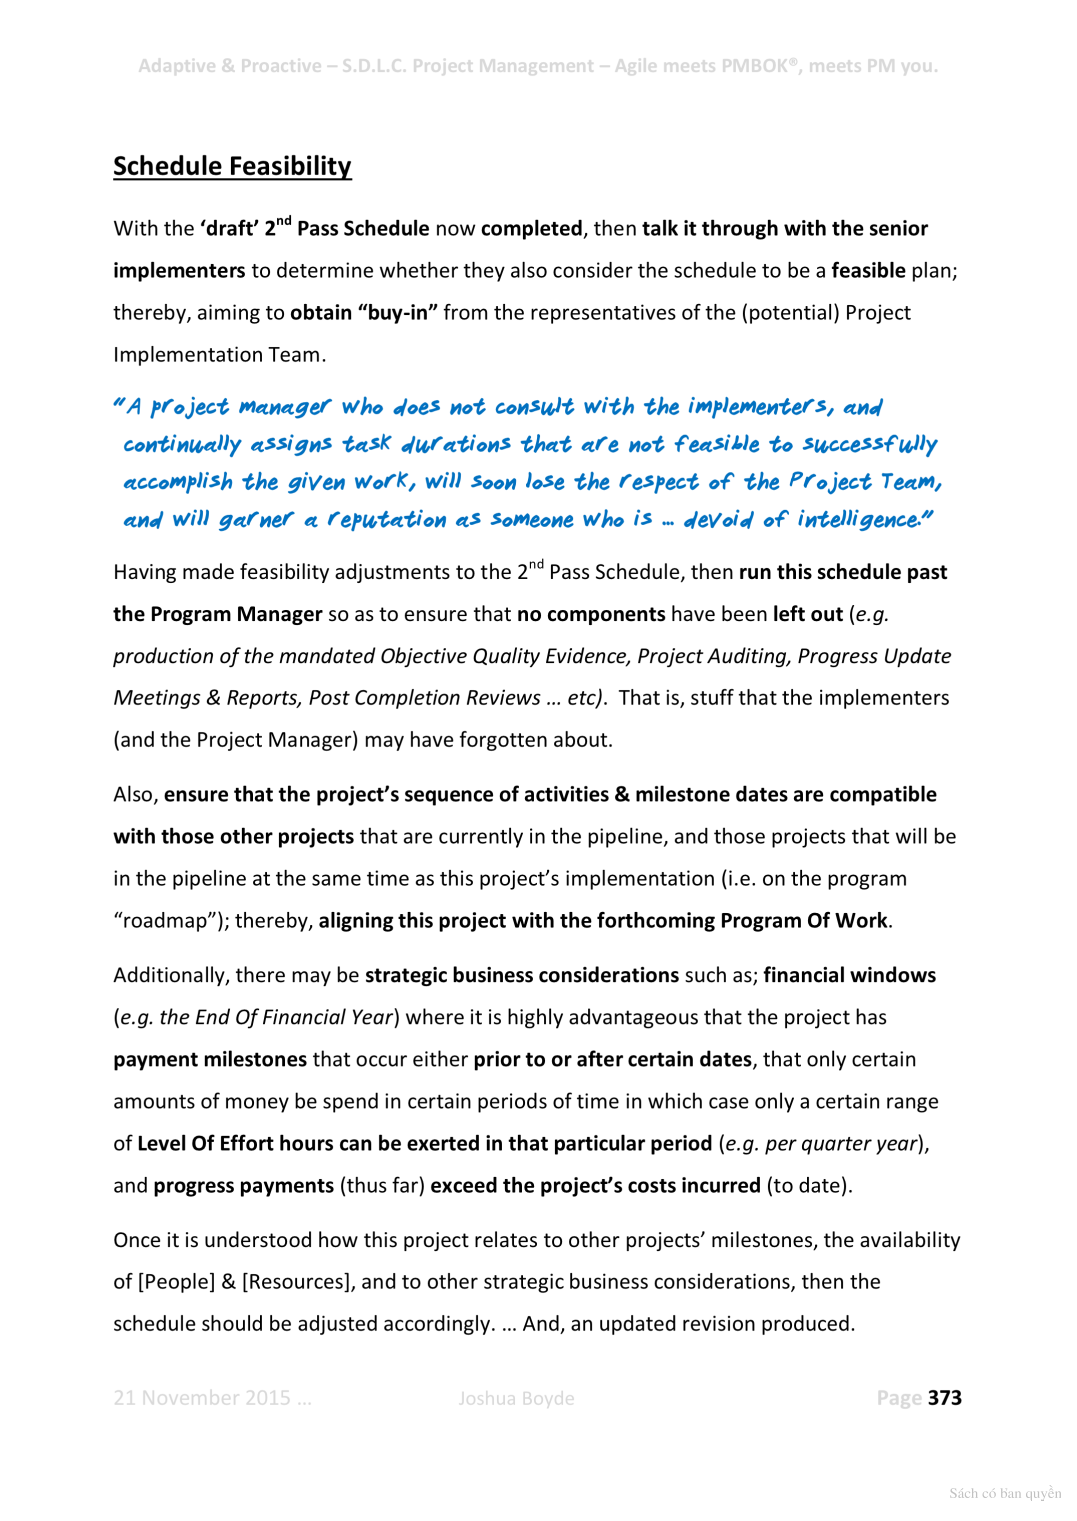 Adaptive & Proactive – S.D.L.C. Project Management – Agile meets PMBOK®, meets PM you.
Schedule Feasibility
With the ‘draft’ 2nd Pass Schedule now completed, then talk it through with the senior
implementers to determine whether they also consider the schedule to be a feasible plan;
thereby, aiming to obtain “buy-in” from the representatives of the (potential) Project
Implementation Team.
“A project manager who does not consult with the implementers, and
continually assigns task durations that are not feasible to successfully
accomplish the given work, will soon lose the respect of the Project Team,
and will garner a reputation as someone who is … devoid of intelligence.”
Having made feasibility adjustments to the 2nd Pass Schedule, then run this schedule past
the Program Manager so as to ensure that no components have been left out (e.g.
production of the mandated Objective Quality Evidence, Project Auditing, Progress Update
Meetings & Reports, Post Completion Reviews … etc).  That is, stuff that the implementers
(and the Project Manager) may have forgotten about.
Also, ensure that the project’s sequence of activities & milestone dates are compatible
with those other projects that are currently in the pipeline, and those projects that will be
in the pipeline at the same time as this project’s implementation (i.e. on the program
“roadmap”); thereby, aligning this project with the forthcoming Program Of Work.
Additionally, there may be strategic business considerations such as; financial windows
(e.g. the End Of Financial Year) where it is highly advantageous that the project has
payment milestones that occur either prior to or after certain dates, that only certain
amounts of money be spend in certain periods of time in which case only a certain range
of Level Of Effort hours can be exerted in that particular period (e.g. per quarter year),
and progress payments (thus far) exceed the project’s costs incurred (to date).
Once it is understood how this project relates to other projects’ milestones, the availability
of [People] & [Resources], and to other strategic business considerations, then the
schedule should be adjusted accordingly. … And, an updated revision produced.
21 November 2015 … Joshua Boyde Page 373
Sách có bản quyền